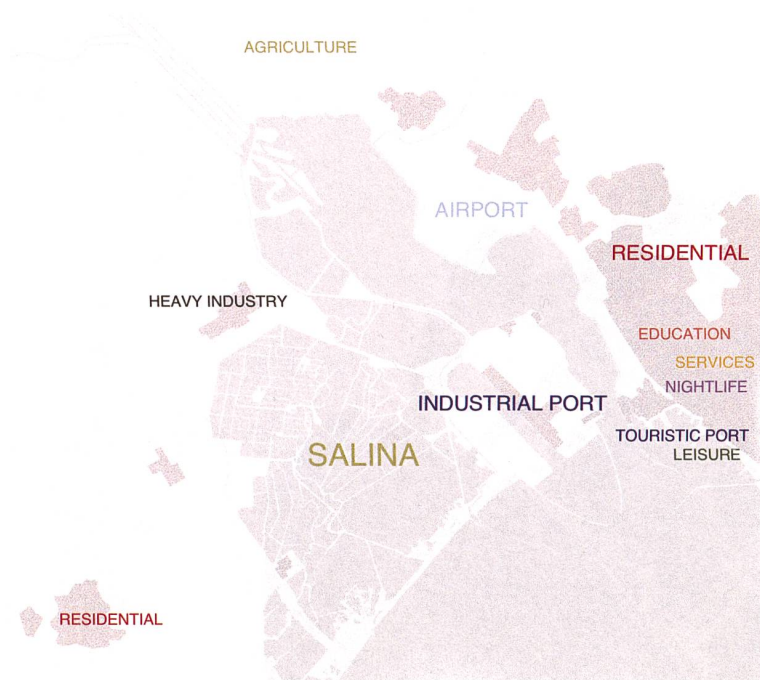 AGRICULTURE
AIRPORT
RESIDENTIAL
HEAVY INDUSTRY
EDUCATION
SERVICES
NIGHTLIFE
INDUSTRIAL PORT
TOURISTIC PORT
LEISURE
SALINA
RESIDENTIAL